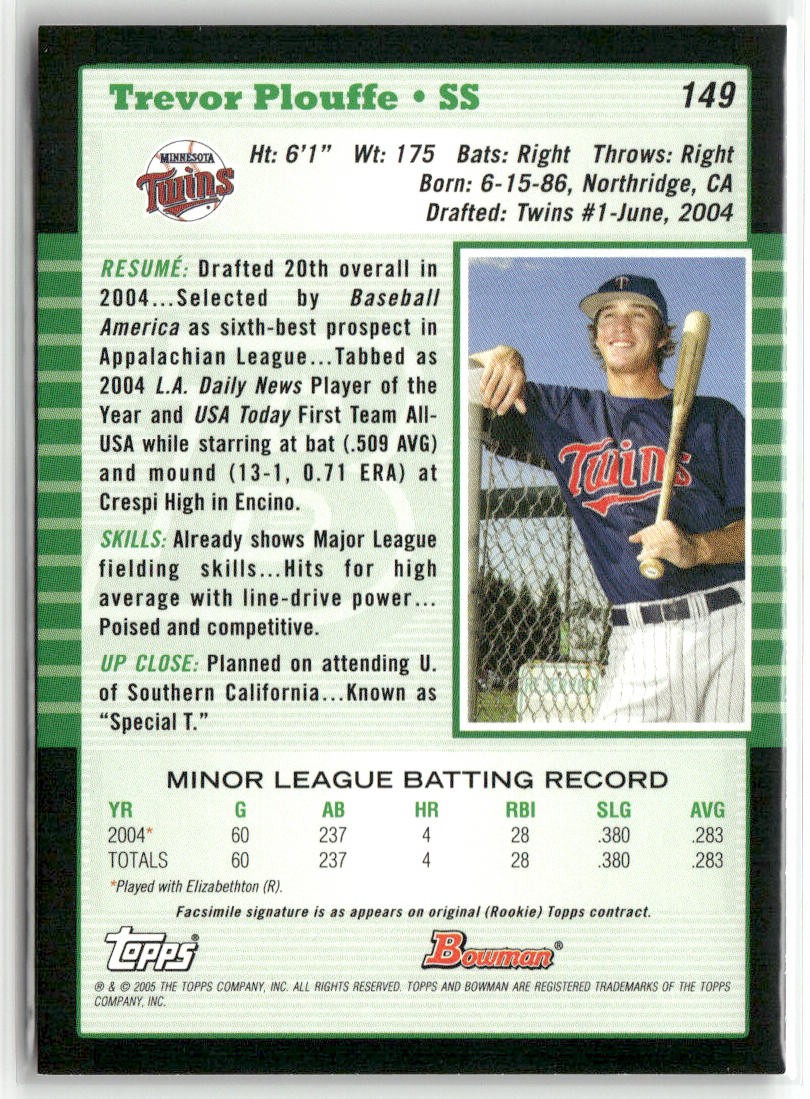 Trevor Plouffe • SS
149
MINNESOTA
Twins
Ht: 6'1" Wt: 175 Bats: Right Throws: Right
Born: 6-15-86, Northridge, CA
Drafted: Twins #1-June, 2004
RESUMÉ: Drafted 20th overall in
2004...Selected by Baseball
America as sixth-best prospect in
Appalachian League...Tabbed as
2004 L.A. Daily News Player of the
Year and USA Today First Team All-
USA while starring at bat (.509 AVG)
and mound (13-1, 0.71 ERA) at
Crespi High in Encino.
SKILLS: Already shows Major League
fielding skills...Hits for high
average with line-drive power...
Poised and competitive.
UP CLOSE: Planned on attending U.
of Southern California...Known as
"Special T."
T
Twins
RESERVED
MINOR LEAGUE BATTING RECORD
YR G AB HR RBI SLG AVG
2004* 60 237 4 28 .380 .283
TOTALS 60 237 4 28 .380 .283
*Played with Elizabethton (R).
Facsimile signature is as appears on original (Rookie) Topps contract.
Topps®
Bowman®
® & © 2005 THE TOPPS COMPANY, INC. ALL RIGHTS RESERVED. TOPPS AND BOWMAN ARE REGISTERED TRADEMARKS OF THE TOPPS
COMPANY, INC.